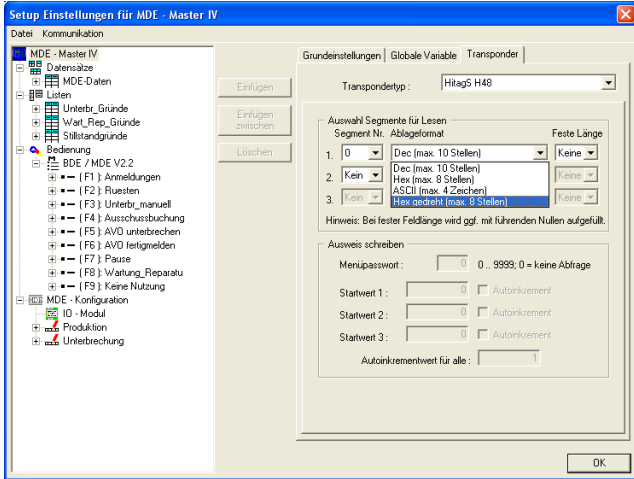 Setup Einstellungen für MDE - Master IV
Datei Kommunikation
MDE - Master IV
Datensätze
MDE-Daten
Listen
Unterbr_Gründe
Wart_Rep_Gründe
Stillstandgründe
Bedienung
BDE / MDE V2.2
( F1 ): Anmeldungen
( F2 ): Ruesten
( F3 ): Unterbr_manuell
( F4 ): Ausschussbuchung
( F5 ): AVO unterbrechen
( F6 ): AVO fertigmelden
( F7 ): Pause
( F8 ): Wartung_Reparatu
( F9 ): Keine Nutzung
MDE - Konfiguration
IO - Modul
Produktion
Unterbrechung
Einfügen
Einfügen
zwischen
Löschen
Grundeinstellungen Globale Variable Transponder
Transpondertyp : HitagS H48
Auswahl Segmente für Lesen
Segment Nr. Ablageformat Feste Länge
1. 0 Dec (max. 10 Stellen) Keine
Dec (max. 10 Stellen)
2. Kein Hex (max. 8 Stellen) Keine
ASCII (max. 4 Zeichen)
3. Kein Hex gedreht (max. 8 Stellen) Keine
Hinweis: Bei fester Feldlänge wird ggf. mit führenden Nullen aufgefüllt.
Ausweis schreiben
Menüpasswort : 0 0 .. 9999; 0 = keine Abfrage
Startwert 1 : 0 Autoinkrement
Startwert 2 : 0 Autoinkrement
Startwert 3 : 0 Autoinkrement
Autoinkrementwert für alle : 1
OK